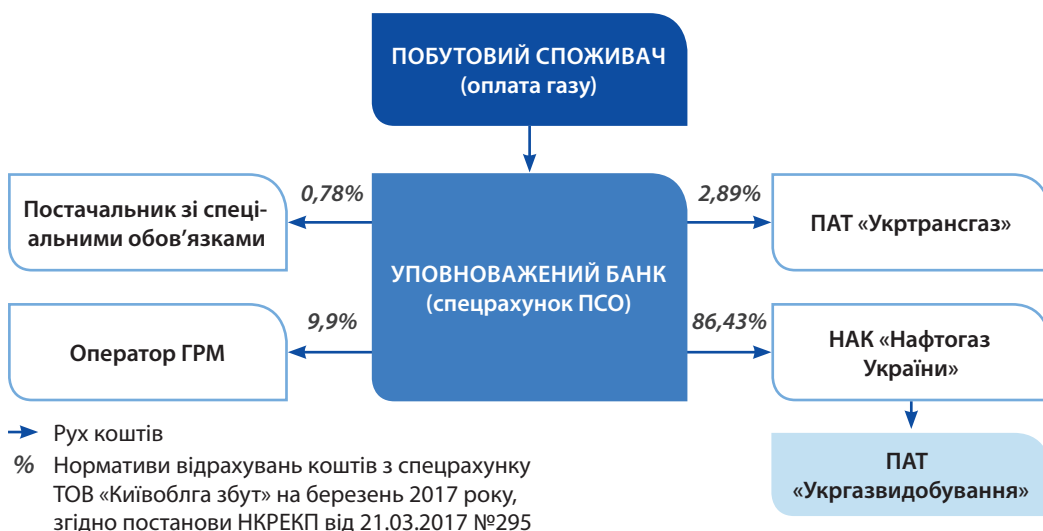 ПОБУТОВИЙ СПОЖИВАЧ
(оплата газу)
0,78%
2,89%
Постачальник зі спеці-
альними обов’язками
ПАТ «Укртрансгаз»
УПОВНОВАЖЕНИЙ БАНК
(спецрахунок ПСО)
9,9%
86,43%
Оператор ГРМ
НАК «Нафтогаз
України»
Рух коштів
ПАТ
«Укргазвидобування»
% Нормативи відрахувань коштів з спецрахунку
ТОВ «Київоблга збут» на березень 2017 року,
згідно постанови НКРЕКП від 21.03.2017 №295